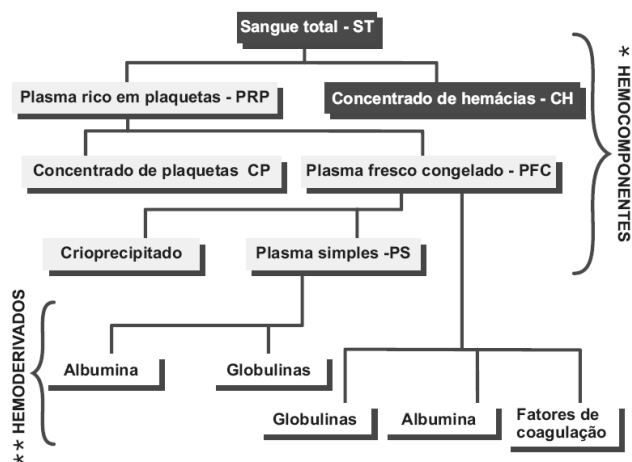 Sangue total - ST
Plasma rico em plaquetas - PRP
Concentrado de hemácias - CH
Concentrado de plaquetas CP
Plasma fresco congelado - PFC
Crioprecipitado
Plasma simples -PS
Albumina
Globulinas
Globulinas
Albumina
Fatores de
coagulação
* HEMOCOMPONENTES
** HEMODERIVADOS